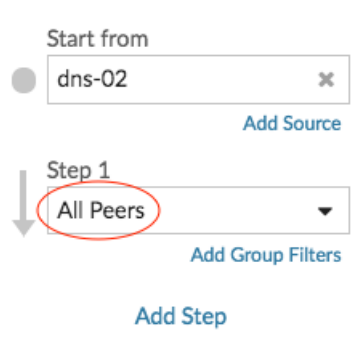 Start from
dns-02
Add Source
Step 1
All Peers
Add Group Filters
Add Step